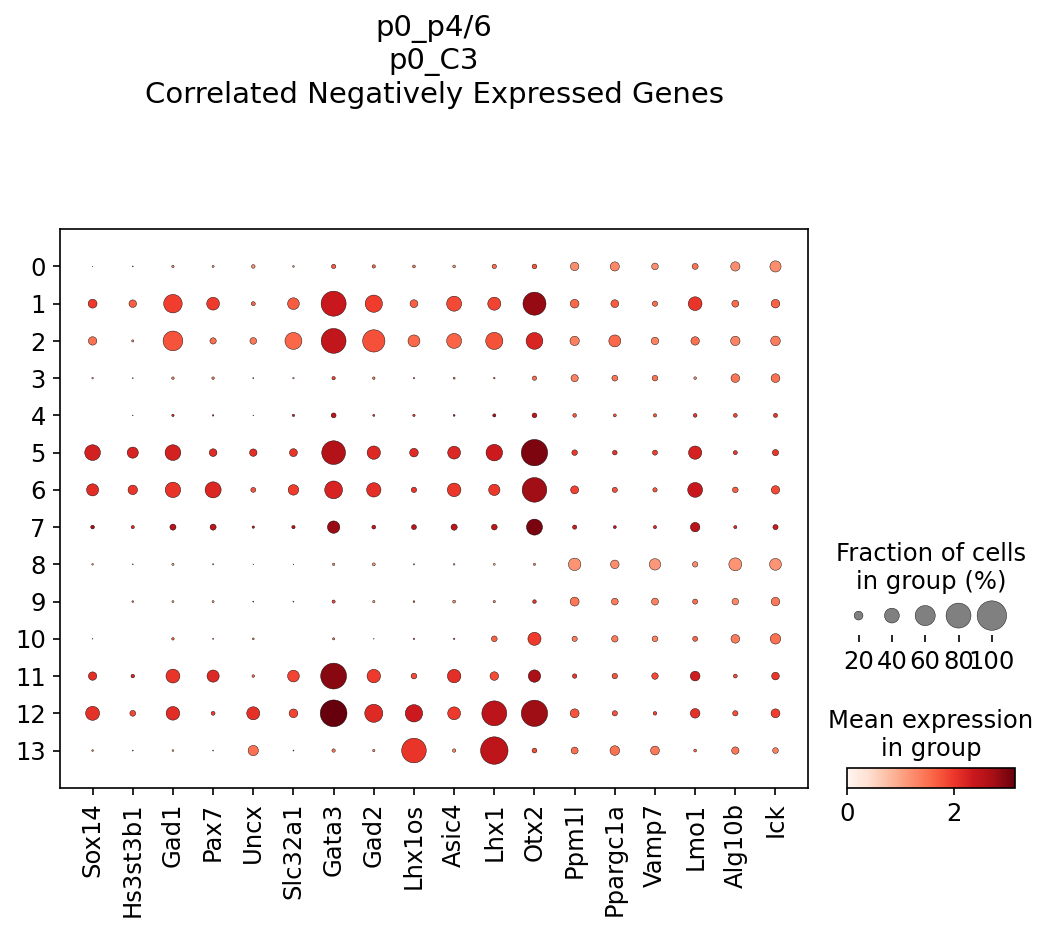 p0_p4/6
p0_C3
Correlated Negatively Expressed Genes
0
1
2
3
4
5
6
7
8
9
10
11
12
13
Sox14
Hs3st3b1
Gad1
Pax7
Uncx
Slc32a1
Gata3
Gad2
Lhx1os
Asic4
Lhx1
Otx2
Ppm1l
Ppargc1a
Vamp7
Lmo1
Alg10b
Ick
Fraction of cells
in group (%)
20 40 60 80 100
Mean expression
in group
0 2